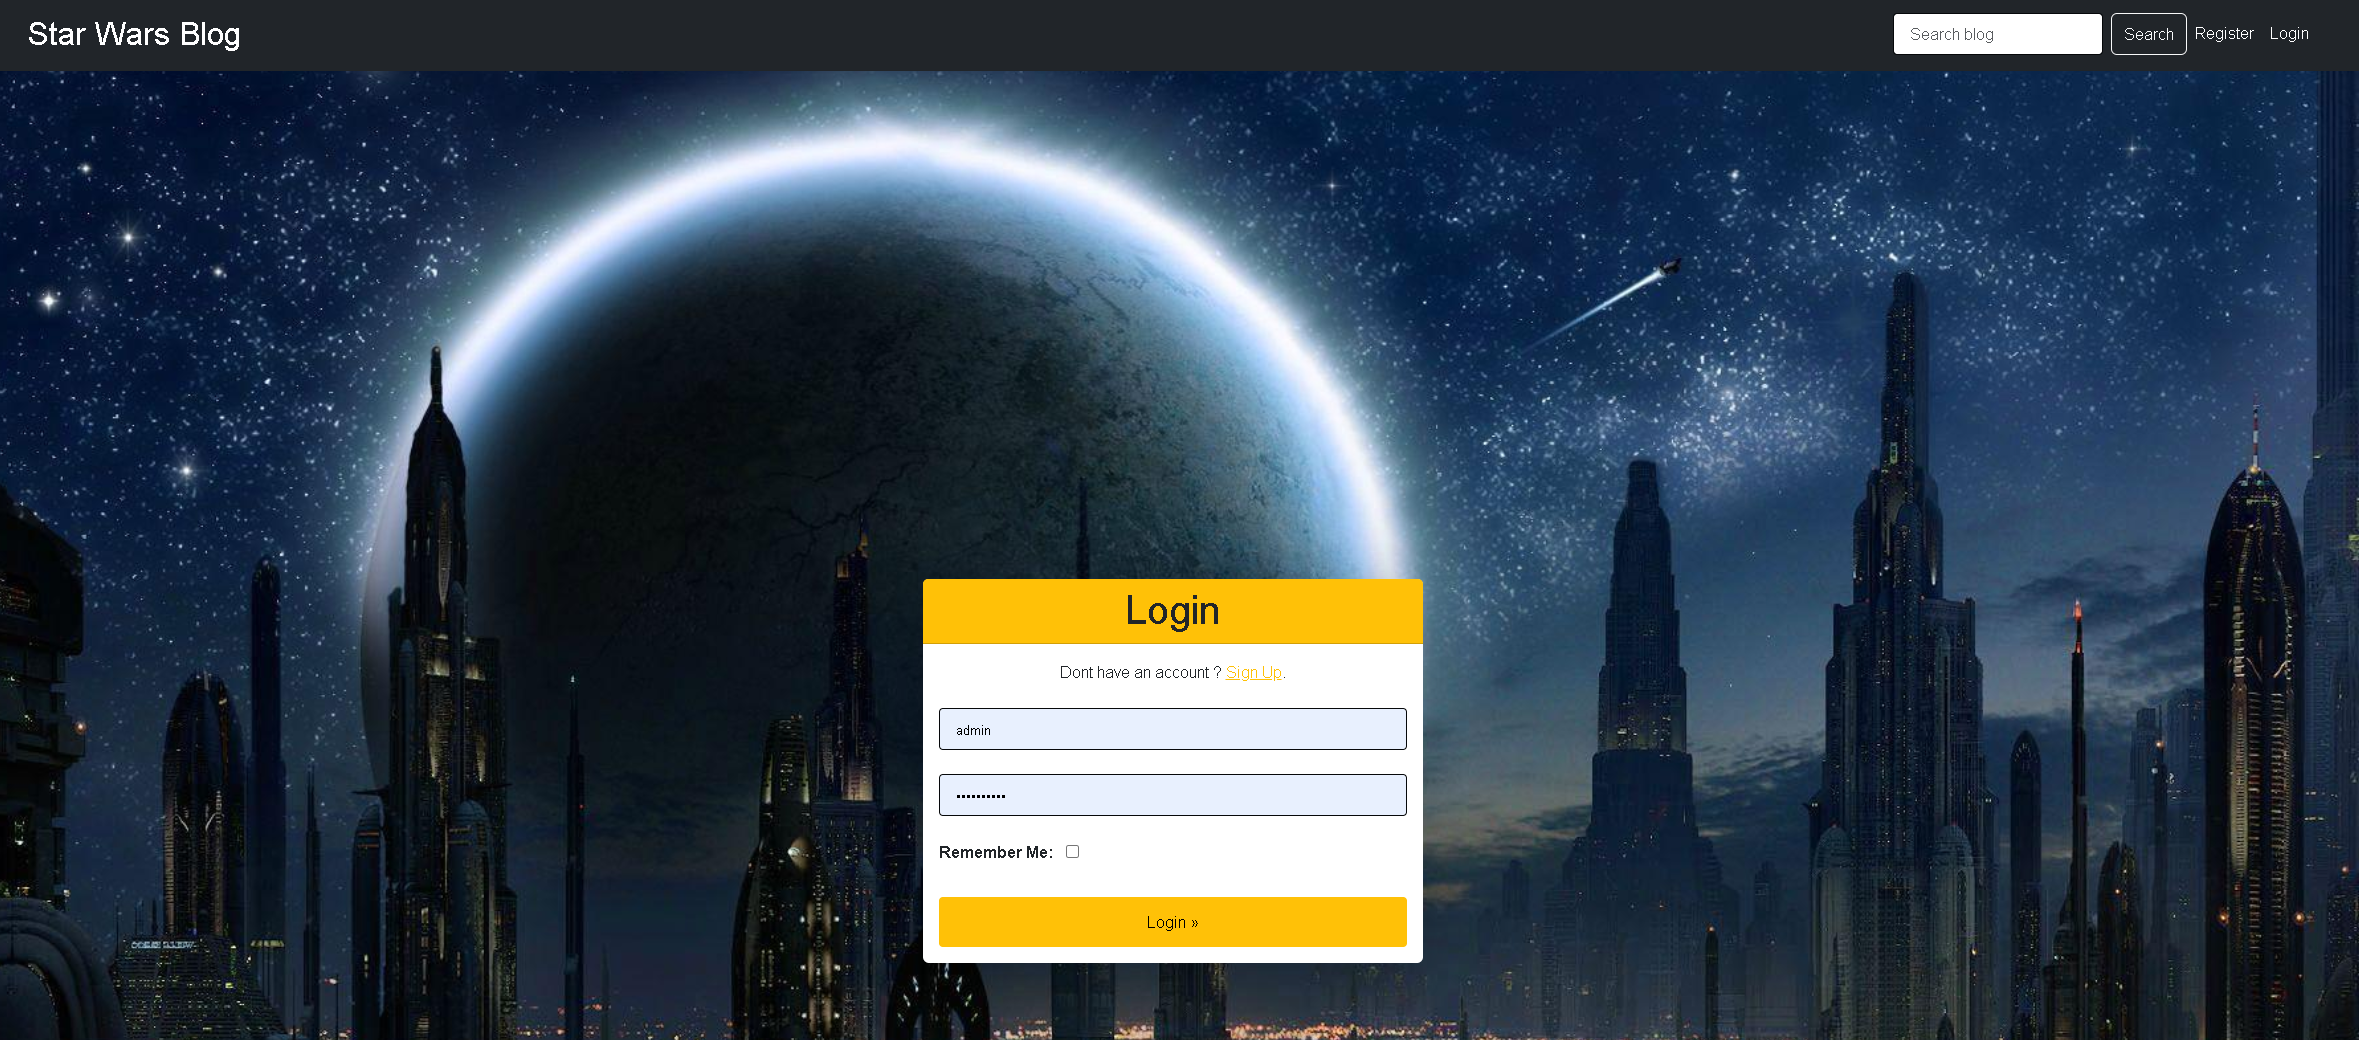 Star Wars Blog
Search blog
Search
Register
Login
Login
Dont have an account ? Sign Up.
admin
••••••••••
Remember Me:
Login »